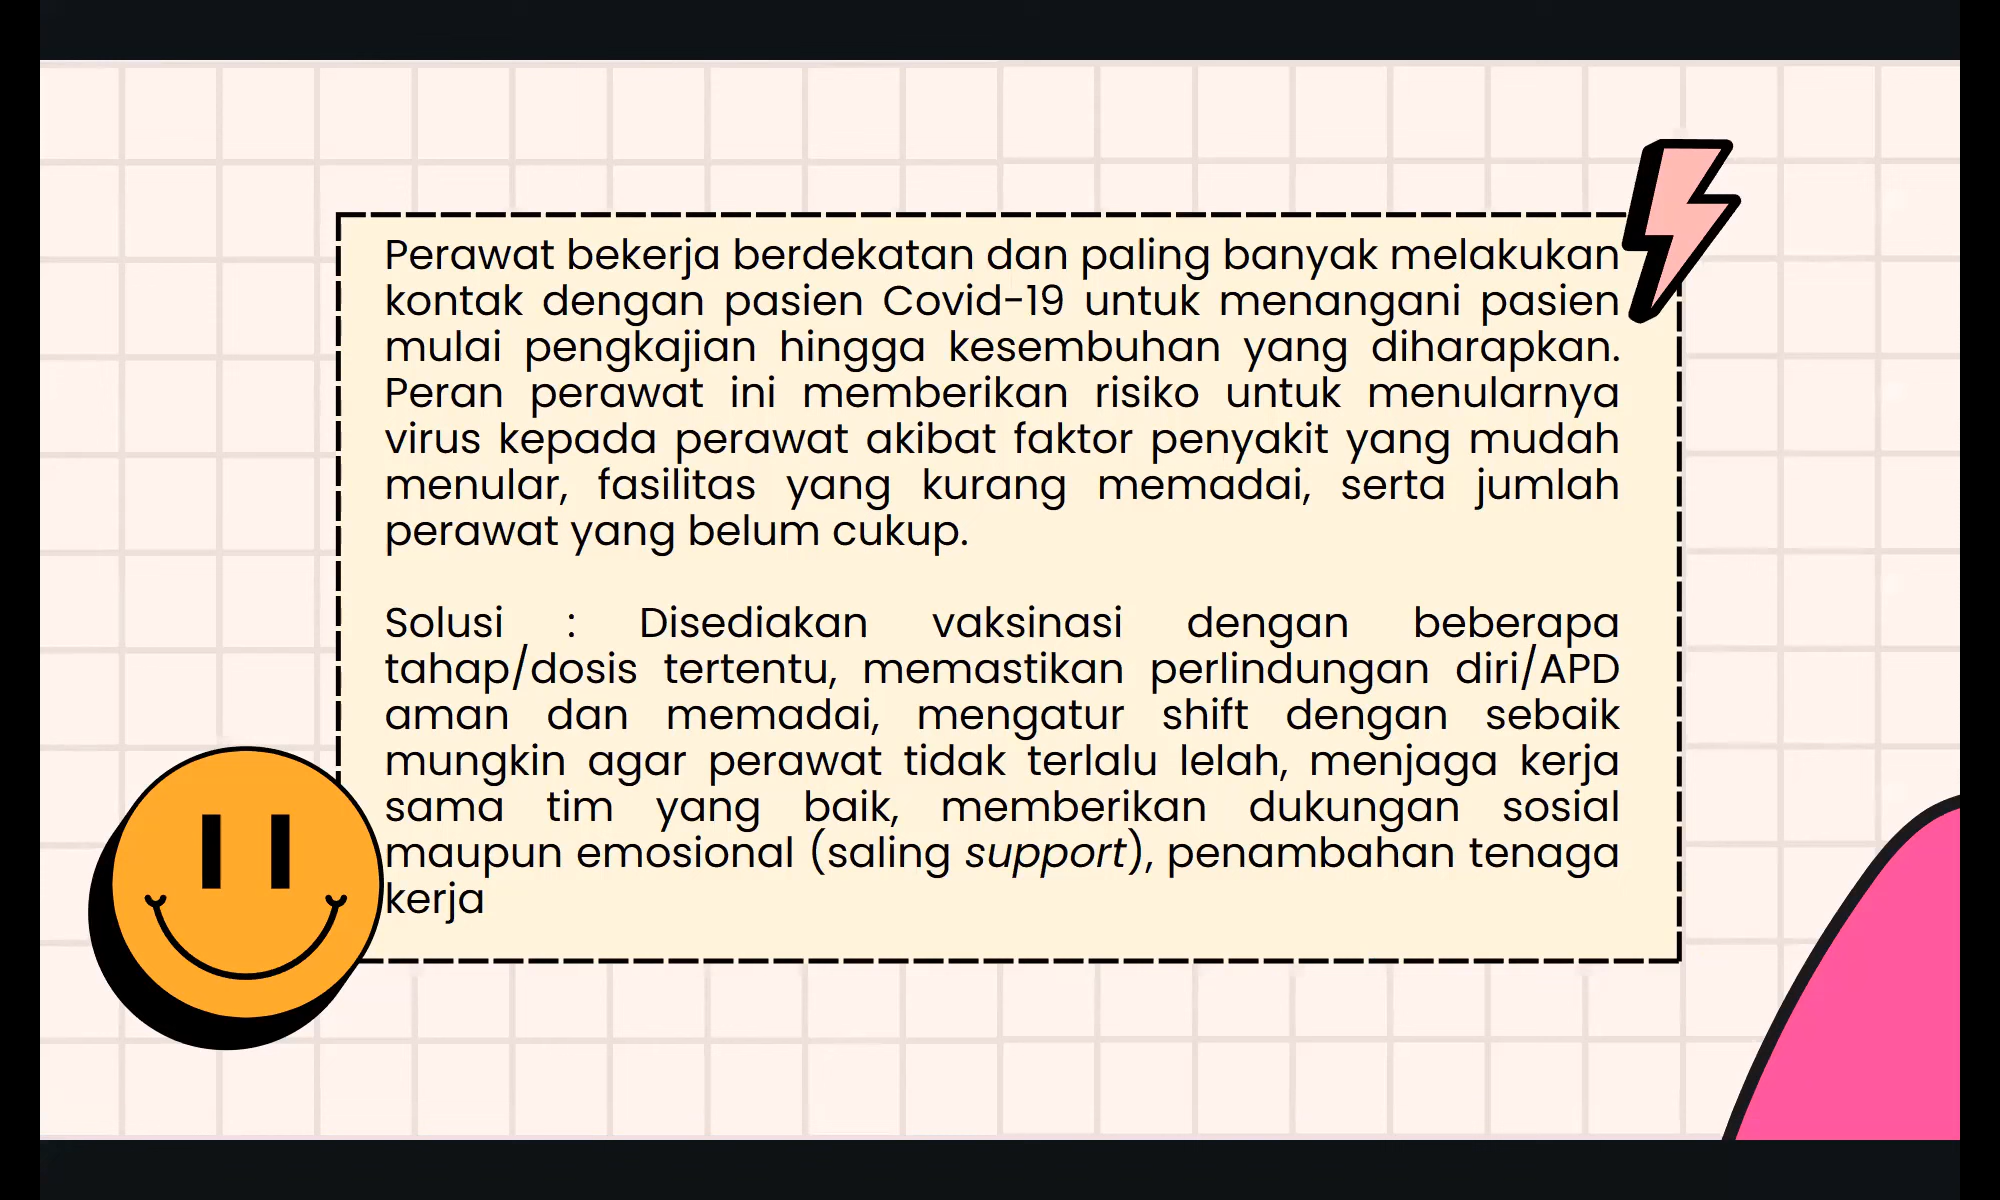 Perawat bekerja berdekatan dan paling banyak melakukan
kontak dengan pasien Covid-19 untuk menangani pasien
mulai pengkajian hingga kesembuhan yang diharapkan.
Peran perawat ini memberikan risiko untuk menularnya
virus kepada perawat akibat faktor penyakit yang mudah
menular, fasilitas yang kurang memadai, serta jumlah
perawat yang belum cukup.
Solusi : Disediakan vaksinasi dengan beberapa
tahap/dosis tertentu, memastikan perlindungan diri/APD
aman dan memadai, mengatur shift dengan sebaik
mungkin agar perawat tidak terlalu lelah, menjaga kerja
sama tim yang baik, memberikan dukungan sosial
maupun emosional (saling support), penambahan tenaga
kerja